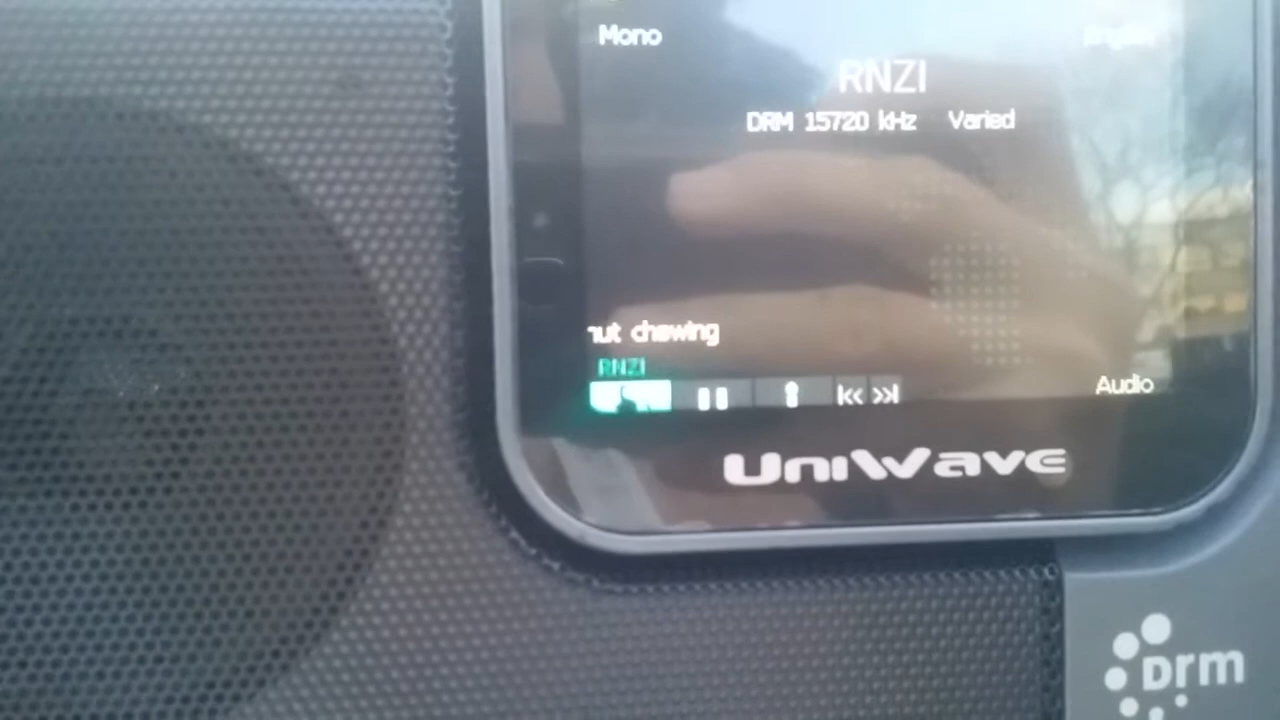 Mono
RNZI
DRM 15720 kHz Varied
chewing
RNZI
Audio
UniWave
Drm